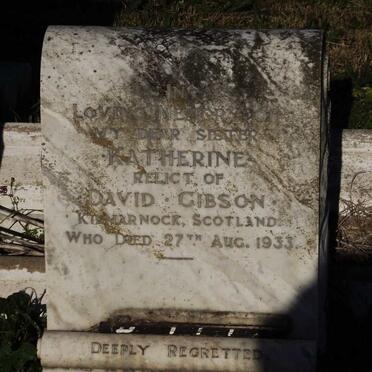 IN
LOVING MEMORY OF
MY DEAR SISTER
KATHERINE
RELICT OF
DAVID GIBSON
KILMARNOCK, SCOTLAND
WHO DIED 27TH AUG. 1933.
DEEPLY REGRETTED